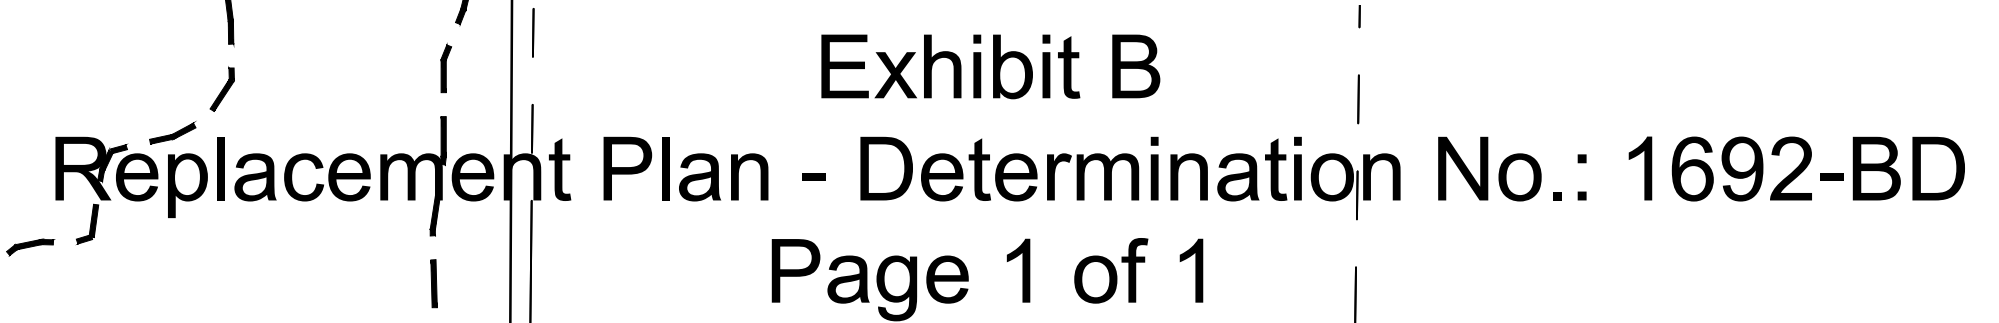 Exhibit B
Replacement Plan - Determination No.: 1692-BD
Page 1 of 1